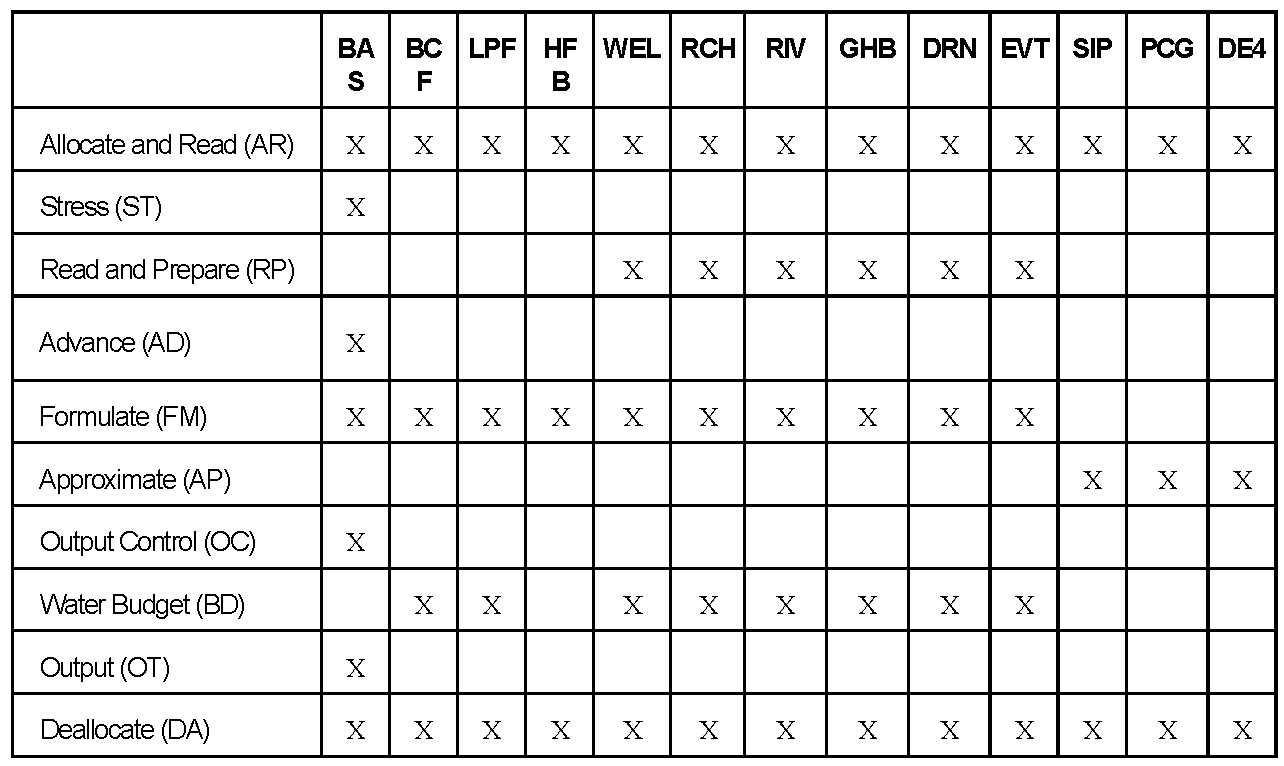 BAS BCF LPF HFB WEL RCH RIV GHB DRN EVT SIP PCG DE4
Allocate and Read (AR) X X X X X X X X X X X X X
Stress (ST) X
Read and Prepare (RP) X X X X X X
Advance (AD) X
Formulate (FM) X X X X X X X X X X
Approximate (AP) X X X
Output Control (OC) X
Water Budget (BD) X X X X X X X X
Output (OT) X
Deallocate (DA) X X X X X X X X X X X X X